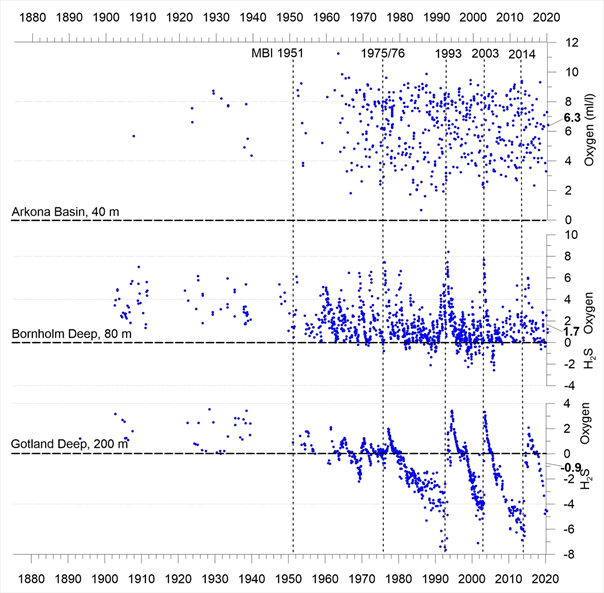 1880 1890 1900 1910 1920 1930 1940 1950 1960 1970 1980 1990 2000 2010 2020
MBI 1951 1975/76 1993 2003 2014
12
10
8
6.3
6
4
2
0
Oxygen (ml/l)
Arkona Basin, 40 m
10
8
6
4
2
1.7
0
-2
-4
Oxygen
H2S
Bornholm Deep, 80 m
4
2
0
-0.9
-2
-4
-6
-8
Oxygen
H2S
Gotland Deep, 200 m
1880 1890 1900 1910 1920 1930 1940 1950 1960 1970 1980 1990 2000 2010 2020